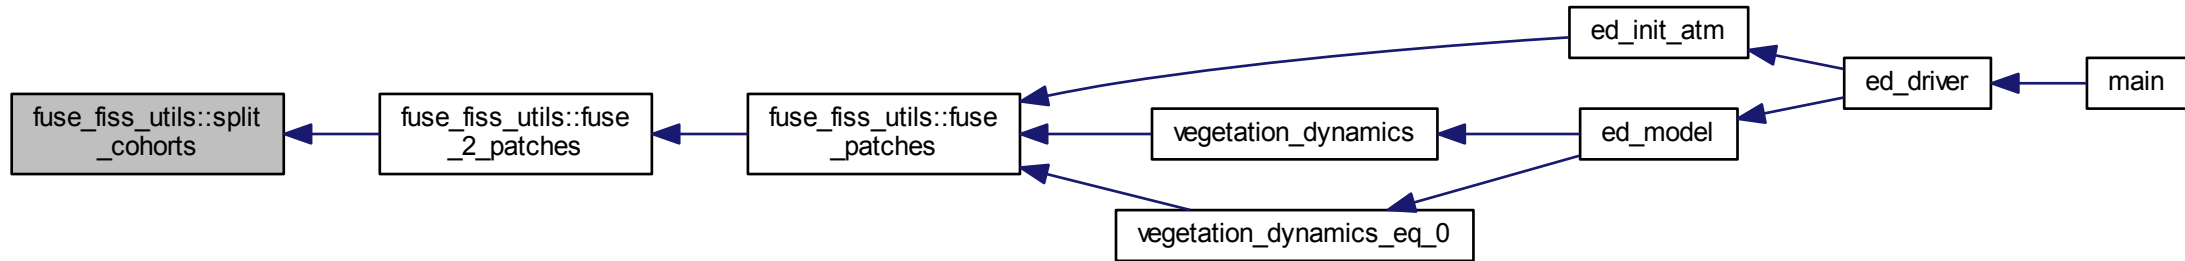 fuse_fiss_utils::split
_cohorts
fuse_fiss_utils::fuse
_2_patches
fuse_fiss_utils::fuse
_patches
ed_init_atm
vegetation_dynamics
vegetation_dynamics_eq_0
ed_model
ed_driver
main